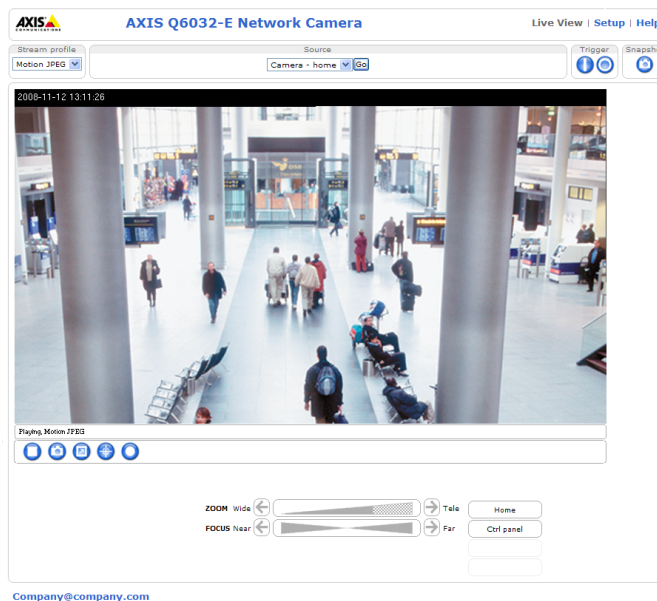 AXIS
COMMUNICATIONS
AXIS Q6032-E Network Camera
Live View | Setup | Help
Stream profile
Source
Trigger
Snapsh
Motion JPEG
Camera - home
Go
2008-11-12 13:11:26
Playing, Motion JPEG
ZOOM Wide
Tele
Home
FOCUS Near
Far
Ctrl panel
Company@company.com